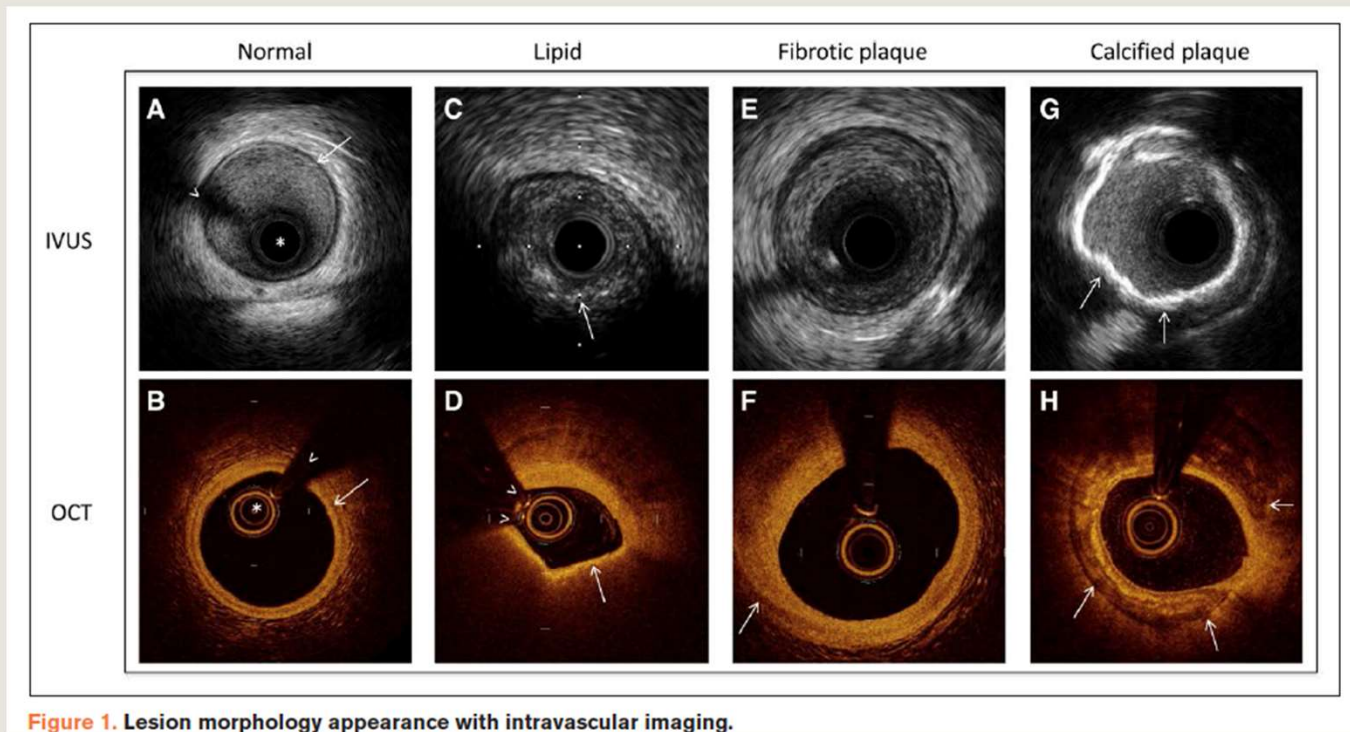 Normal Lipid Fibrotic plaque Calcified plaque
IVUS
A C E G
*
OCT
B D F H
*
Figure 1. Lesion morphology appearance with intravascular imaging.